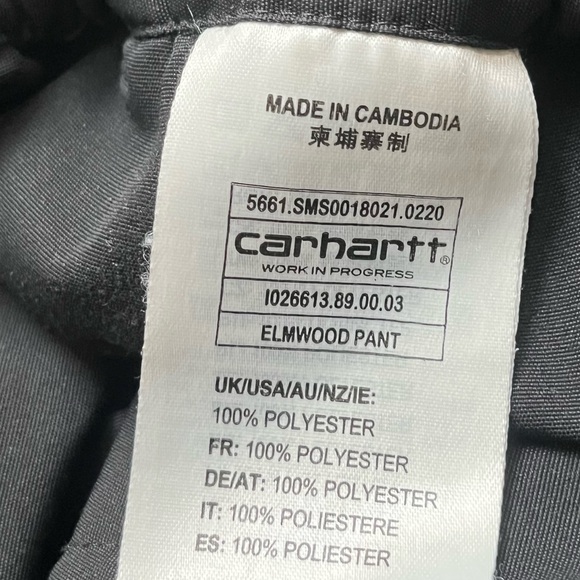 MADE IN CAMBODIA
柬埔寨制
5661.SMS0018021.0220
carhartt®
WORK IN PROGRESS
I026613.89.00.03
ELMWOOD PANT
UK/USA/AU/NZ/IE:
100% POLYESTER
FR: 100% POLYESTER
DE/AT: 100% POLYESTER
IT: 100% POLIESTERE
ES: 100% POLIESTER